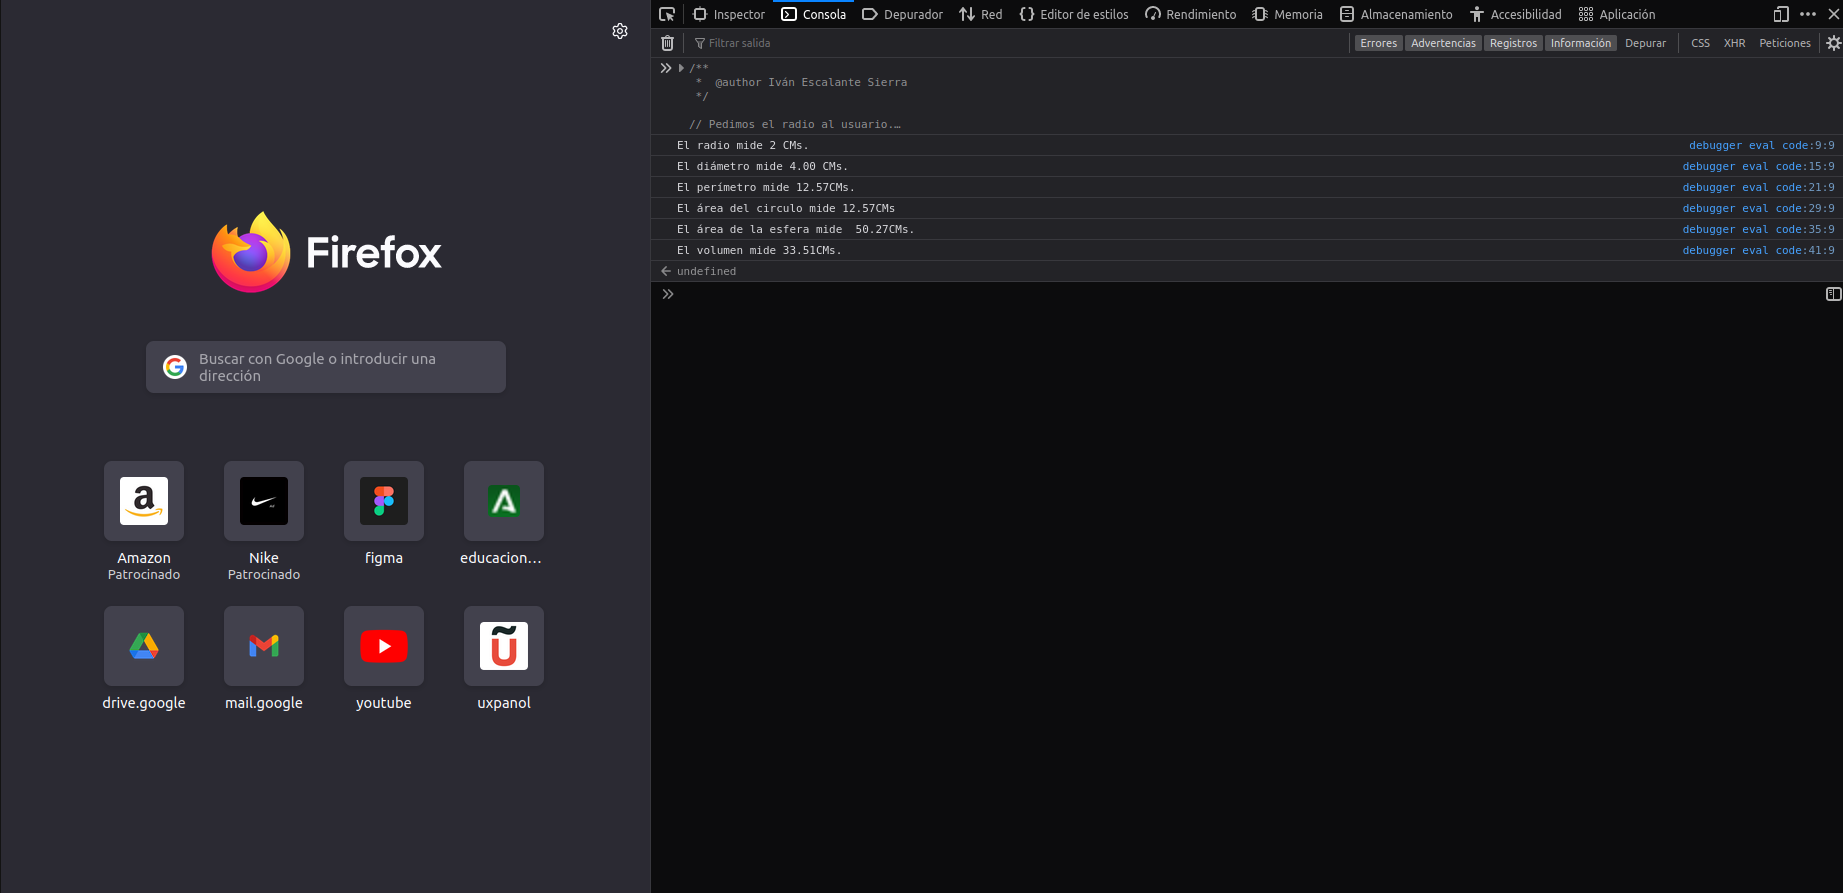 Firefox
Buscar con Google o introducir una
dirección
Amazon
Patrocinado
Nike
Patrocinado
figma
educacion…
drive.google
mail.google
youtube
uxpanol
Inspector Consola Depurador Red Editor de estilos Rendimiento Memoria Almacenamiento Accesibilidad Aplicación
Filtrar salida Errores Advertencias Registros Información Depurar CSS XHR Peticiones
/**
* @author Iván Escalante Sierra
*/
// Pedimos el radio al usuario.…
El radio mide 2 CMs. debugger eval code:9:9
El diámetro mide 4.00 CMs. debugger eval code:15:9
El perímetro mide 12.57CMs. debugger eval code:21:9
El área del circulo mide 12.57CMs debugger eval code:29:9
El área de la esfera mide  50.27CMs. debugger eval code:35:9
El volumen mide 33.51CMs. debugger eval code:41:9
undefined